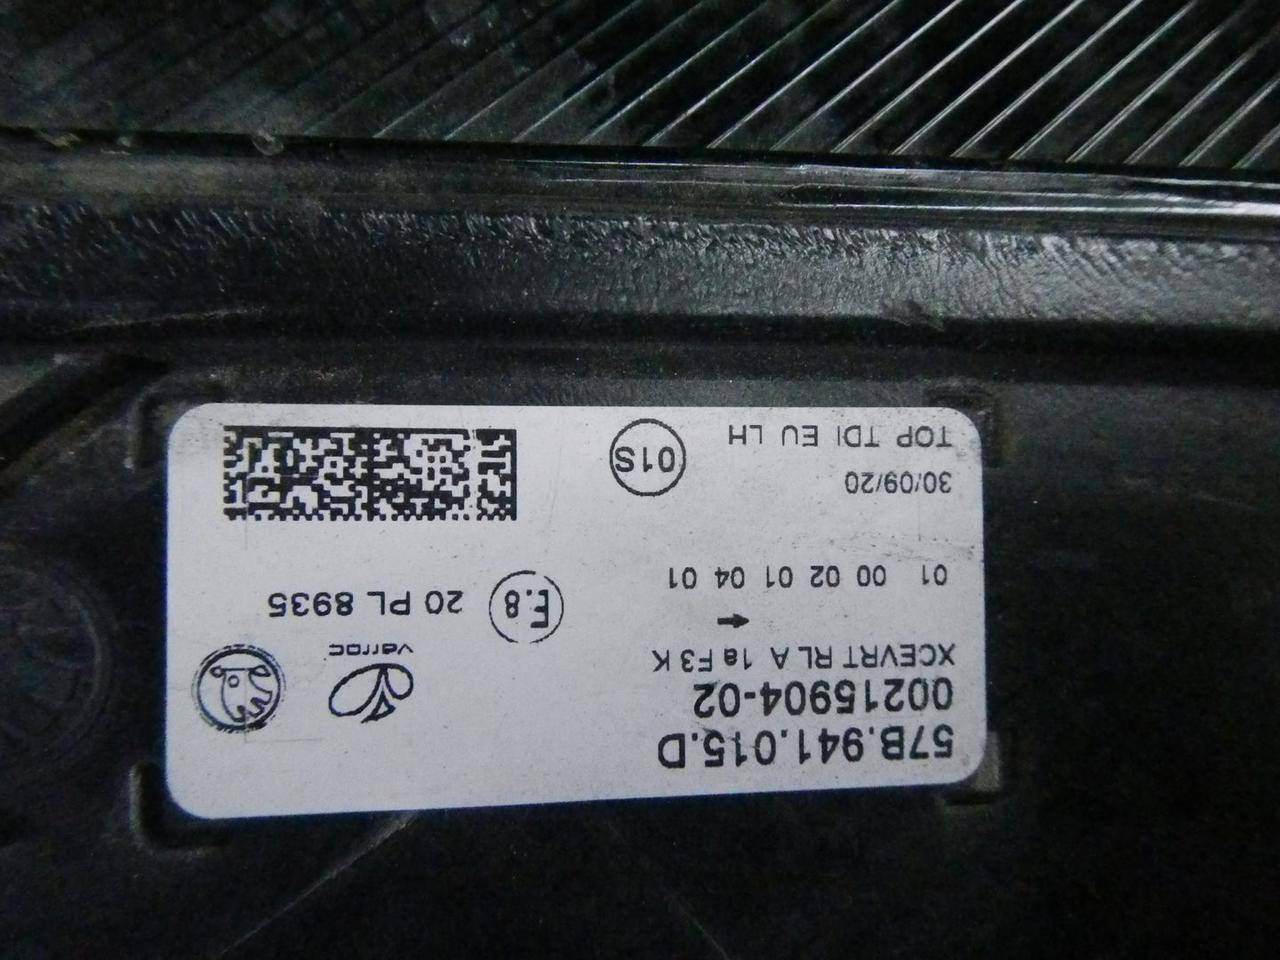 57B.941.015.D
00215904-02
XCEVRT RL A 1a F3 K
varroc
E.8 20 PL 8935
01 00 02 01 04 01
30/09/20
01S
TOP TDI EU LH